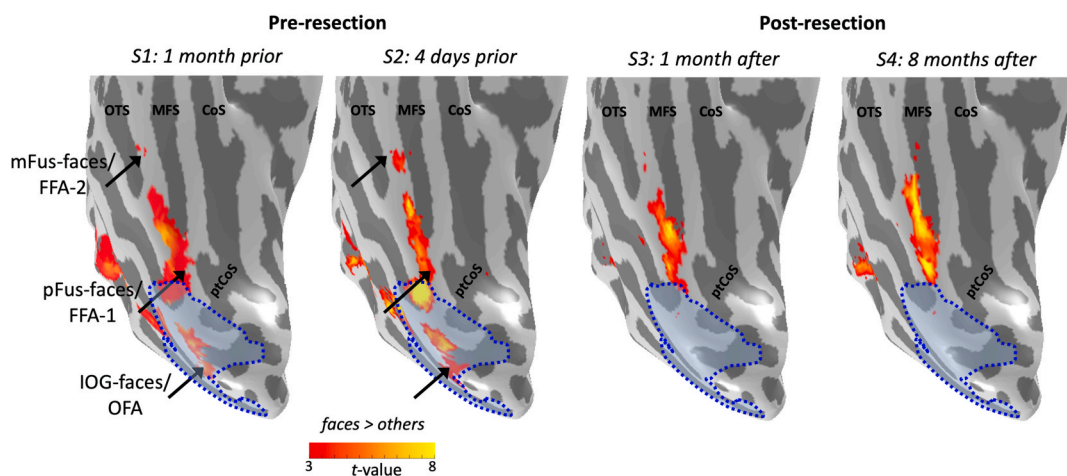 Pre-resection
Post-resection
S1: 1 month prior
S2: 4 days prior
S3: 1 month after
S4: 8 months after
OTS MFS CoS
OTS MFS CoS
OTS MFS CoS
OTS MFS CoS
mFus-faces/
FFA-2
ptCoS
ptCoS
ptCoS
ptCoS
pFus-faces/
FFA-1
IOG-faces/
OFA
faces > others
3 8
t-value